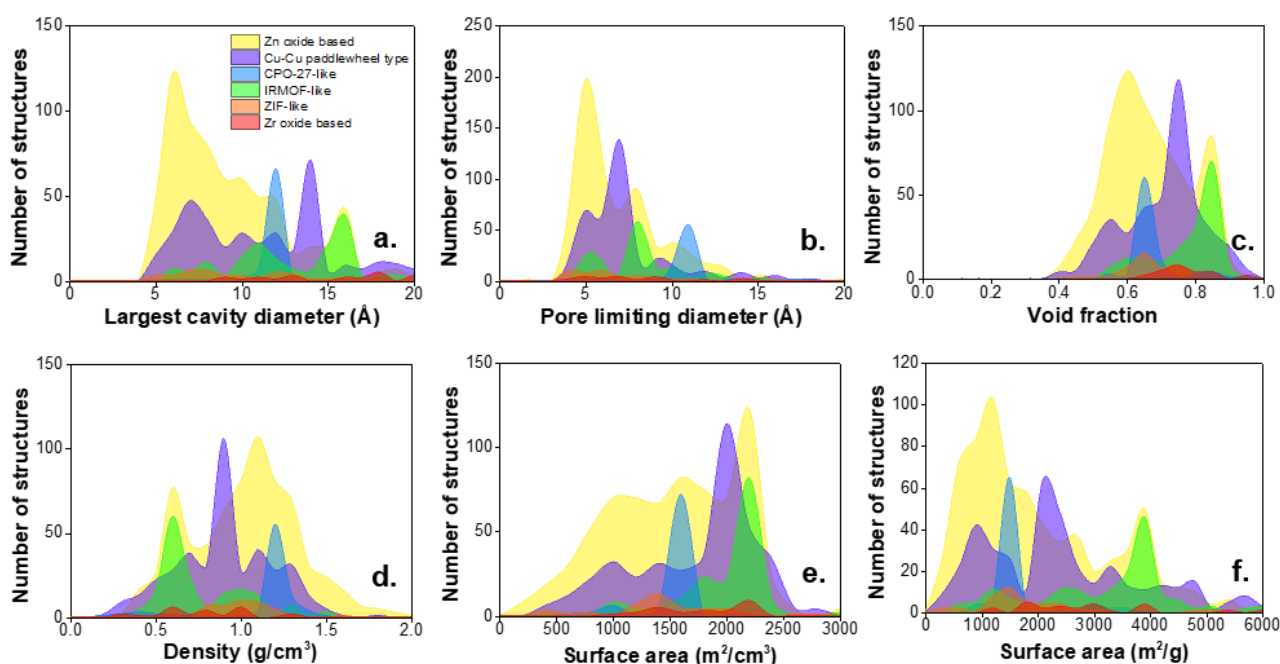 150
100
50
0
Number of structures
Zn oxide based
Cu-Cu paddlewheel type
CPO-27-like
IRMOF-like
ZIF-like
Zr oxide based
a.
0 5 10 15 20
Largest cavity diameter (Å)
250
200
150
100
50
0
Number of structures
b.
0 5 10 15 20
Pore limiting diameter (Å)
150
100
50
0
Number of structures
c.
0.0 0.2 0.4 0.6 0.8 1.0
Void fraction
150
100
50
0
Number of structures
d.
0.0 0.5 1.0 1.5 2.0
Density (g/cm³)
150
100
50
0
Number of structures
e.
0 500 1000 1500 2000 2500 3000
Surface area (m²/cm³)
120
100
80
60
40
20
0
Number of structures
f.
0 1000 2000 3000 4000 5000 6000
Surface area (m²/g)